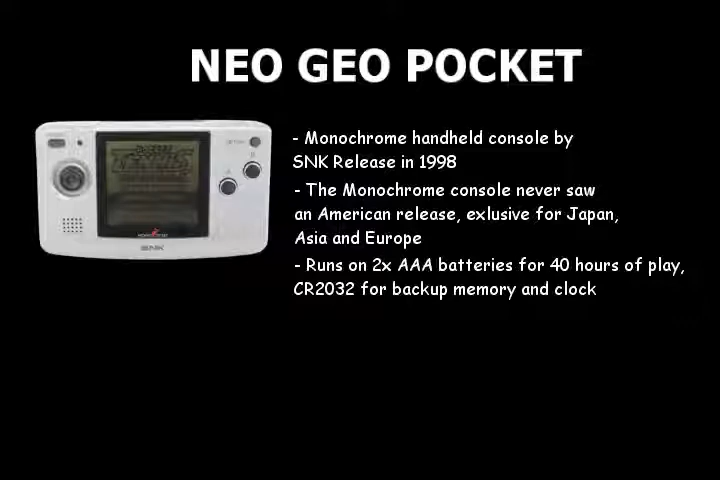 NEO GEO POCKET
- Monochrome handheld console by
SNK Release in 1998
- The Monochrome console never saw
an American release, exlusive for Japan,
Asia and Europe
- Runs on 2x AAA batteries for 40 hours of play,
CR2032 for backup memory and clock
A
B
SNK